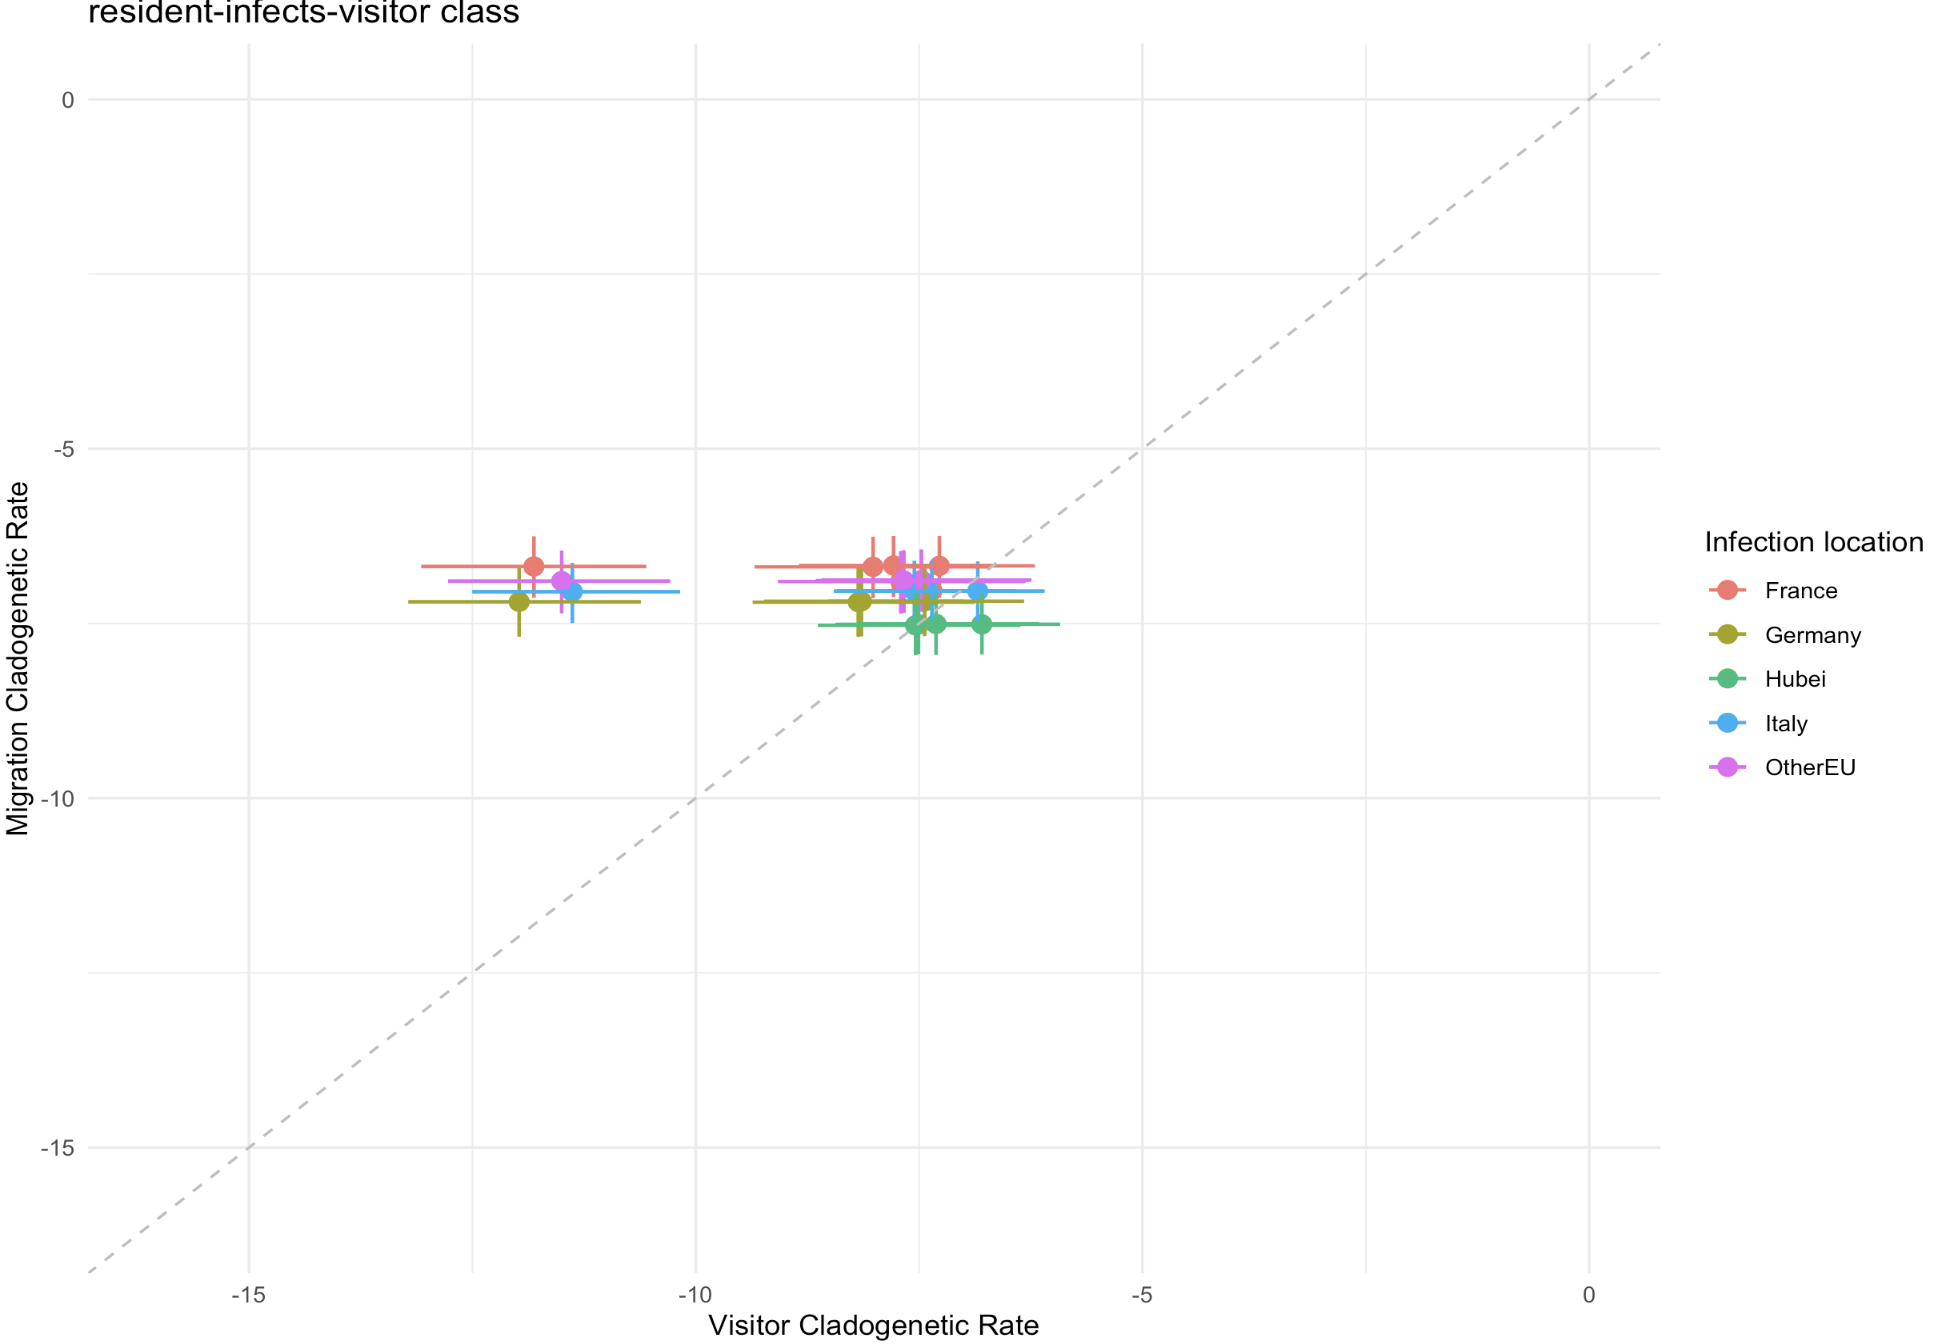 resident-infects-visitor class
0
-5
-10
-15
Migration Cladogenetic Rate
-15
-10
-5
0
Visitor Cladogenetic Rate
Infection location
France
Germany
Hubei
Italy
OtherEU